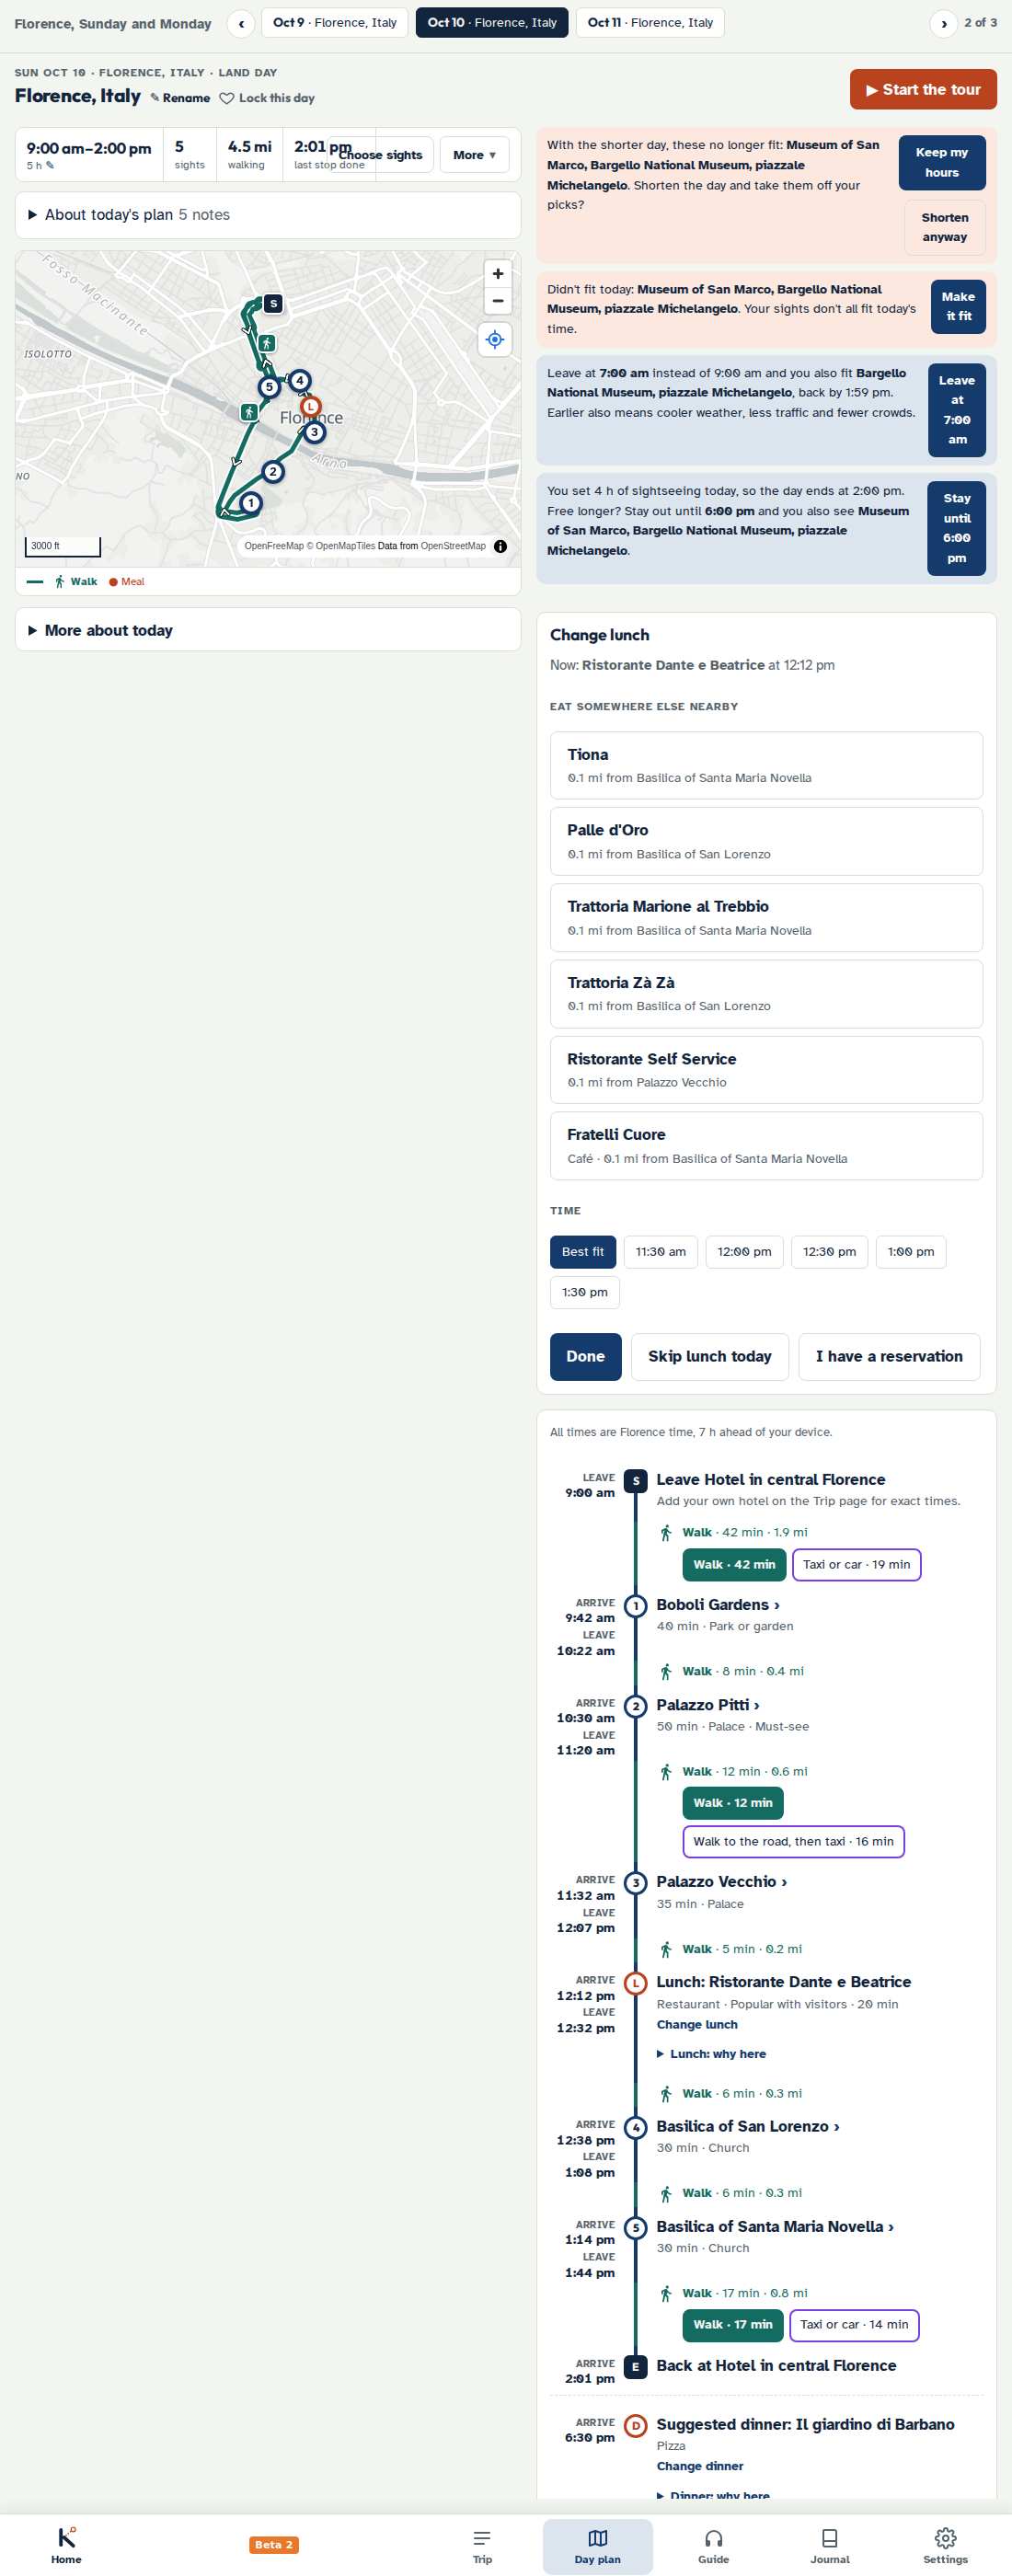 Florence, Sunday and Monday
‹
Oct 9 · Florence, Italy
Oct 10 · Florence, Italy
Oct 11 · Florence, Italy
›
2 of 3
SUN OCT 10 · FLORENCE, ITALY · LAND DAY
Florence, Italy
✎ Rename
Lock this day
▶ Start the tour
9:00 am–2:00 pm
5 h ✎
5
sights
4.5 mi
walking
2:01 pm
last stop done
Choose sights
More ▼
▶ About today's plan 5 notes
Fosso Macinante
ISOLOTTO
Florence
Arno
NO
S
5
4
L
3
2
1
+
−
3000 ft
OpenFreeMap © OpenMapTiles Data from OpenStreetMap
Walk
Meal
▶ More about today
With the shorter day, these no longer fit: Museum of San
Marco, Bargello National Museum, piazzale
Michelangelo. Shorten the day and take them off your
picks?
Keep my
hours
Shorten
anyway
Didn't fit today: Museum of San Marco, Bargello National
Museum, piazzale Michelangelo. Your sights don't all fit today's
time.
Make
it fit
Leave at 7:00 am instead of 9:00 am and you also fit Bargello
National Museum, piazzale Michelangelo, back by 1:59 pm.
Earlier also means cooler weather, less traffic and fewer crowds.
Leave
at
7:00
am
You set 4 h of sightseeing today, so the day ends at 2:00 pm.
Free longer? Stay out until 6:00 pm and you also see Museum
of San Marco, Bargello National Museum, piazzale
Michelangelo.
Stay
until
6:00
pm
Change lunch
Now: Ristorante Dante e Beatrice at 12:12 pm
EAT SOMEWHERE ELSE NEARBY
Tiona
0.1 mi from Basilica of Santa Maria Novella
Palle d'Oro
0.1 mi from Basilica of San Lorenzo
Trattoria Marione al Trebbio
0.1 mi from Basilica of Santa Maria Novella
Trattoria Zà Zà
0.1 mi from Basilica of San Lorenzo
Ristorante Self Service
0.1 mi from Palazzo Vecchio
Fratelli Cuore
Café · 0.1 mi from Basilica of Santa Maria Novella
TIME
Best fit
11:30 am
12:00 pm
12:30 pm
1:00 pm
1:30 pm
Done
Skip lunch today
I have a reservation
All times are Florence time, 7 h ahead of your device.
LEAVE
9:00 am
S
Leave Hotel in central Florence
Add your own hotel on the Trip page for exact times.
Walk · 42 min · 1.9 mi
Walk · 42 min
Taxi or car · 19 min
ARRIVE
9:42 am
LEAVE
10:22 am
1
Boboli Gardens ›
40 min · Park or garden
Walk · 8 min · 0.4 mi
ARRIVE
10:30 am
LEAVE
11:20 am
2
Palazzo Pitti ›
50 min · Palace · Must-see
Walk · 12 min · 0.6 mi
Walk · 12 min
Walk to the road, then taxi · 16 min
ARRIVE
11:32 am
LEAVE
12:07 pm
3
Palazzo Vecchio ›
35 min · Palace
Walk · 5 min · 0.2 mi
ARRIVE
12:12 pm
LEAVE
12:32 pm
L
Lunch: Ristorante Dante e Beatrice
Restaurant · Popular with visitors · 20 min
Change lunch
▶ Lunch: why here
Walk · 6 min · 0.3 mi
ARRIVE
12:38 pm
LEAVE
1:08 pm
4
Basilica of San Lorenzo ›
30 min · Church
Walk · 6 min · 0.3 mi
ARRIVE
1:14 pm
LEAVE
1:44 pm
5
Basilica of Santa Maria Novella ›
30 min · Church
Walk · 17 min · 0.8 mi
Walk · 17 min
Taxi or car · 14 min
ARRIVE
2:01 pm
E
Back at Hotel in central Florence
ARRIVE
6:30 pm
D
Suggested dinner: Il giardino di Barbano
Pizza
Change dinner
▶ Dinner: why here
Home
Beta 2
Trip
Day plan
Guide
Journal
Settings